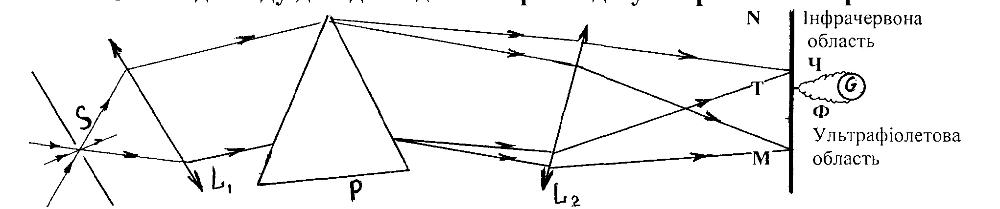 N
Інфрачервона
область
Ч
T
G
Ф
S
Ультрафіолетова
область
M
L₁
P
L₂